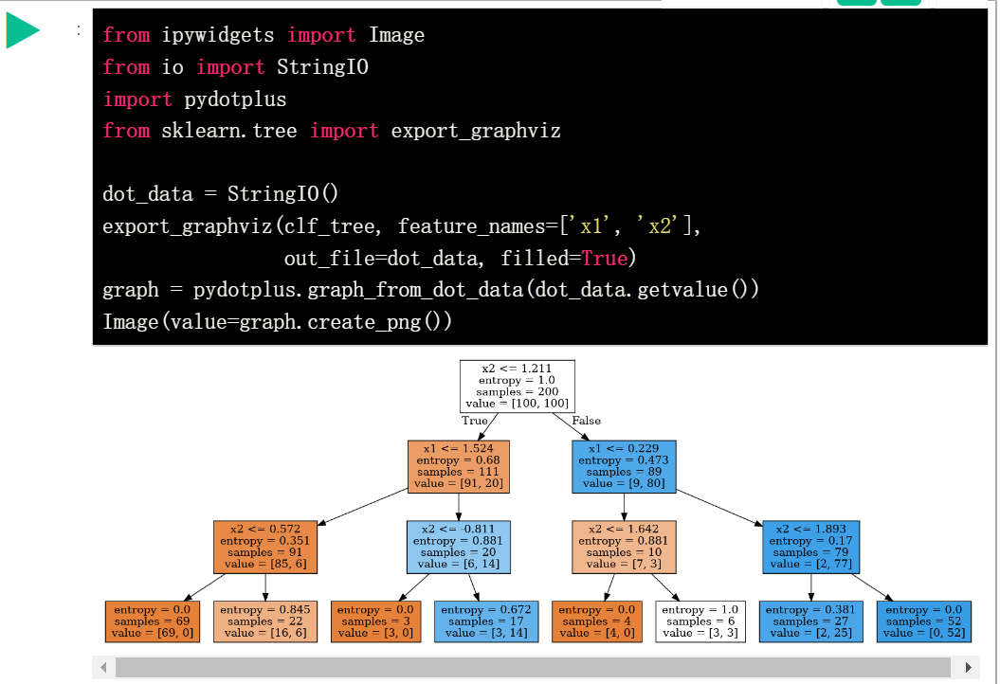 :
from ipywidgets import Image
from io import StringIO
import pydotplus
from sklearn.tree import export_graphviz
dot_data = StringIO()
export_graphviz(clf_tree, feature_names=['x1', 'x2'],
out_file=dot_data, filled=True)
graph = pydotplus.graph_from_dot_data(dot_data.getvalue())
Image(value=graph.create_png())
x2 <= 1.211
entropy = 1.0
samples = 200
value = [100, 100]
True
False
x1 <= 1.524
entropy = 0.68
samples = 111
value = [91, 20]
x1 <= 0.229
entropy = 0.473
samples = 89
value = [9, 80]
x2 <= 0.572
entropy = 0.351
samples = 91
value = [85, 6]
x2 <= -0.811
entropy = 0.881
samples = 20
value = [6, 14]
x2 <= 1.642
entropy = 0.881
samples = 10
value = [7, 3]
x2 <= 1.893
entropy = 0.17
samples = 79
value = [2, 77]
entropy = 0.0
samples = 69
value = [69, 0]
entropy = 0.845
samples = 22
value = [16, 6]
entropy = 0.0
samples = 3
value = [3, 0]
entropy = 0.672
samples = 17
value = [3, 14]
entropy = 0.0
samples = 4
value = [4, 0]
entropy = 1.0
samples = 6
value = [3, 3]
entropy = 0.381
samples = 27
value = [2, 25]
entropy = 0.0
samples = 52
value = [0, 52]